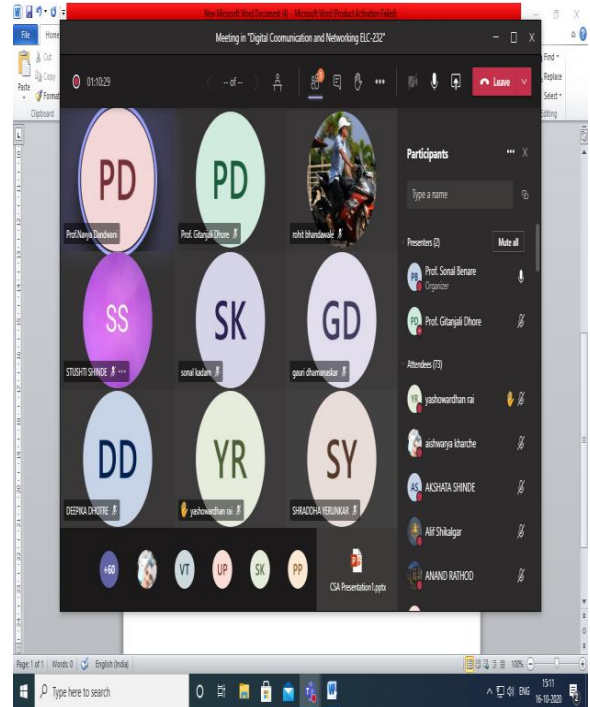 New Microsoft Word Document (4) - Microsoft Word (Product Activation Failed)
File Home
Cut
Copy
Paste
Format
Clipboard
Find
Replace
Select
Editing
Meeting in "Digital Coomunication and Networking ELC-232"
01:10:29
-- of --
Leave
PD
Prof.Navya Dandwani
PD
Prof. Gitanjali Dhore
rohit bhandawale
SS
STUSHTI SHINDE
SK
sonal kadam
GD
gauri dhamanaskar
DD
DEEPIKA DHOTRE
YR
yashowardhan rai
SY
SHRADDHA YERUNKAR
+60
VT
UP
SK
PP
CSA Presentation1.pptx
Participants
Type a name
Presenters (2)
Mute all
PB
Prof. Sonal Benare
Organizer
PD
Prof. Gitanjali Dhore
Attendees (73)
YR
yashowardhan rai
aishwarya kharche
AS
AKSHATA SHINDE
Alif Shikalgar
ANAND RATHOD
Page: 1 of 1 Words: 0 English (India)
100%
Type here to search
ENG
15:11
16-10-2020